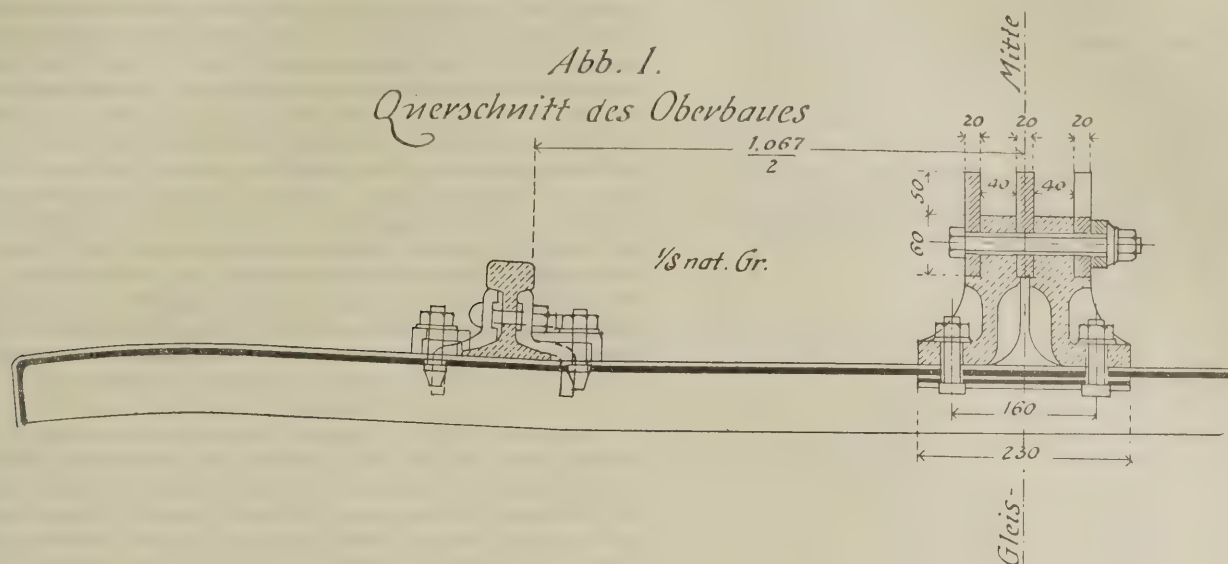 Abb. 1.
Querschnitt des Oberbaues
1.067
2
1/8 nat. Gr.
Mitte
20 20 20
40 40
50
60
160
230
Gleis-